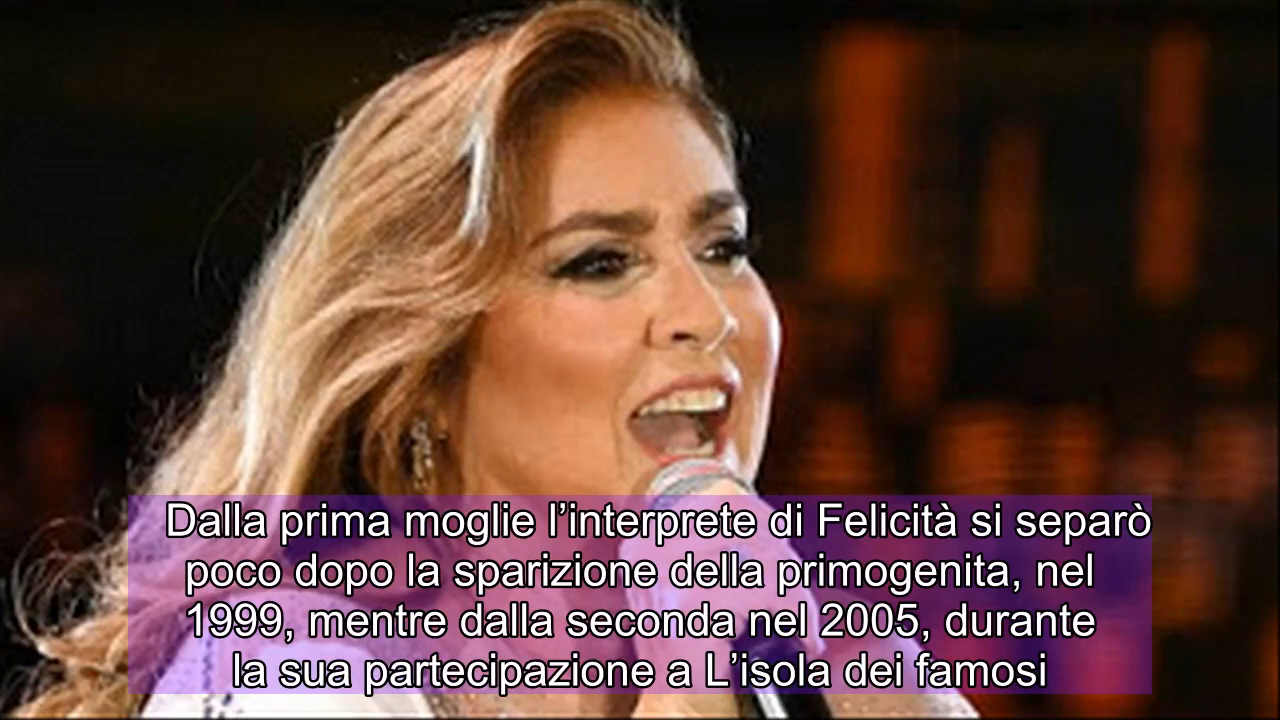 Dalla prima moglie l’interprete di Felicità si separò
poco dopo la sparizione della primogenita, nel
1999, mentre dalla seconda nel 2005, durante
la sua partecipazione a L’isola dei famosi